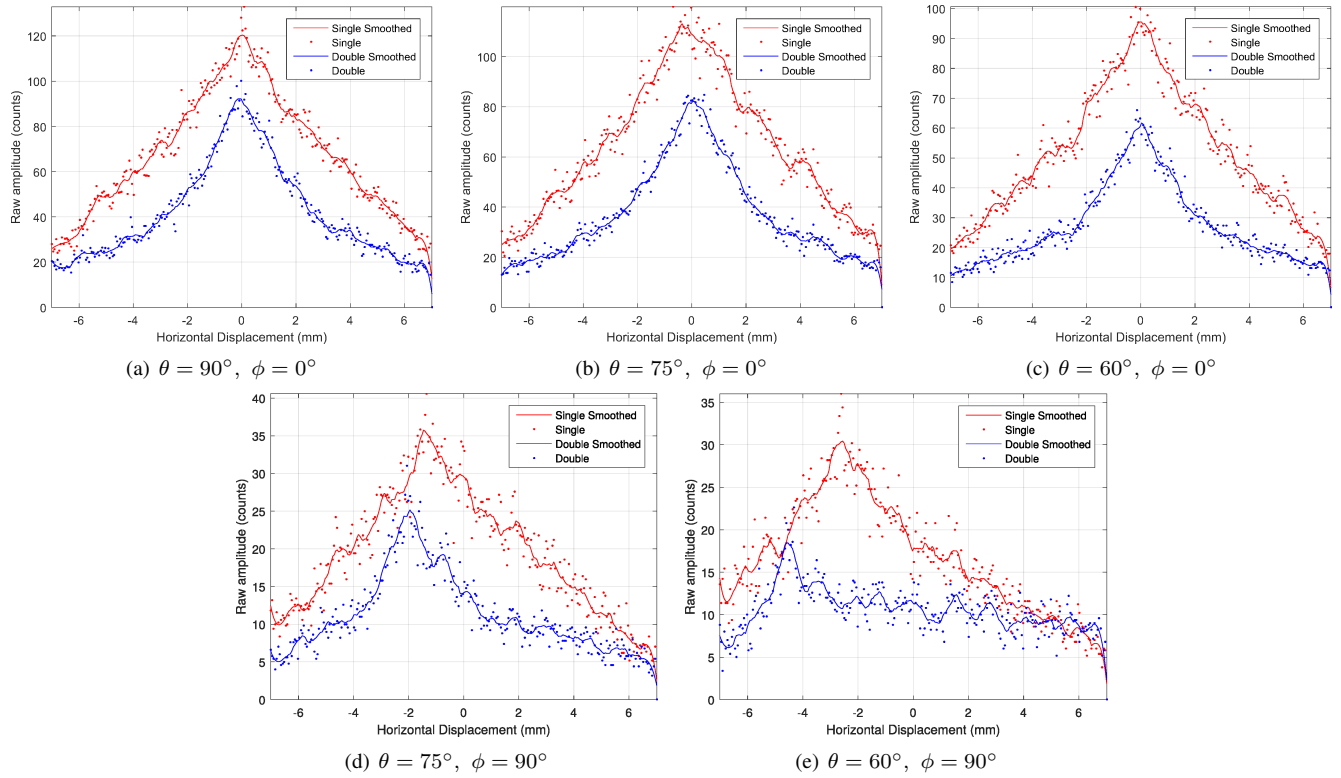 120
100
80
60
40
20
0
Raw amplitude (counts)
Single Smoothed
Single
Double Smoothed
Double
-6 -4 -2 0 2 4 6
Horizontal Displacement (mm)
(a) θ = 90°, ϕ = 0°
120
100
80
60
40
20
0
Raw amplitude (counts)
Single Smoothed
Single
Double Smoothed
Double
-6 -4 -2 0 2 4 6
Horizontal Displacement (mm)
(b) θ = 75°, ϕ = 0°
100
90
80
70
60
50
40
30
20
10
0
Raw amplitude (counts)
Single Smoothed
Single
Double Smoothed
Double
-6 -4 -2 0 2 4 6
Horizontal Displacement (mm)
(c) θ = 60°, ϕ = 0°
40
35
30
25
20
15
10
5
0
Raw amplitude (counts)
Single Smoothed
Single
Double Smoothed
Double
-6 -4 -2 0 2 4 6
Horizontal Displacement (mm)
(d) θ = 75°, ϕ = 90°
35
30
25
20
15
10
5
0
Raw amplitude (counts)
Single Smoothed
Single
Double Smoothed
Double
-6 -4 -2 0 2 4 6
Horizontal Displacement (mm)
(e) θ = 60°, ϕ = 90°